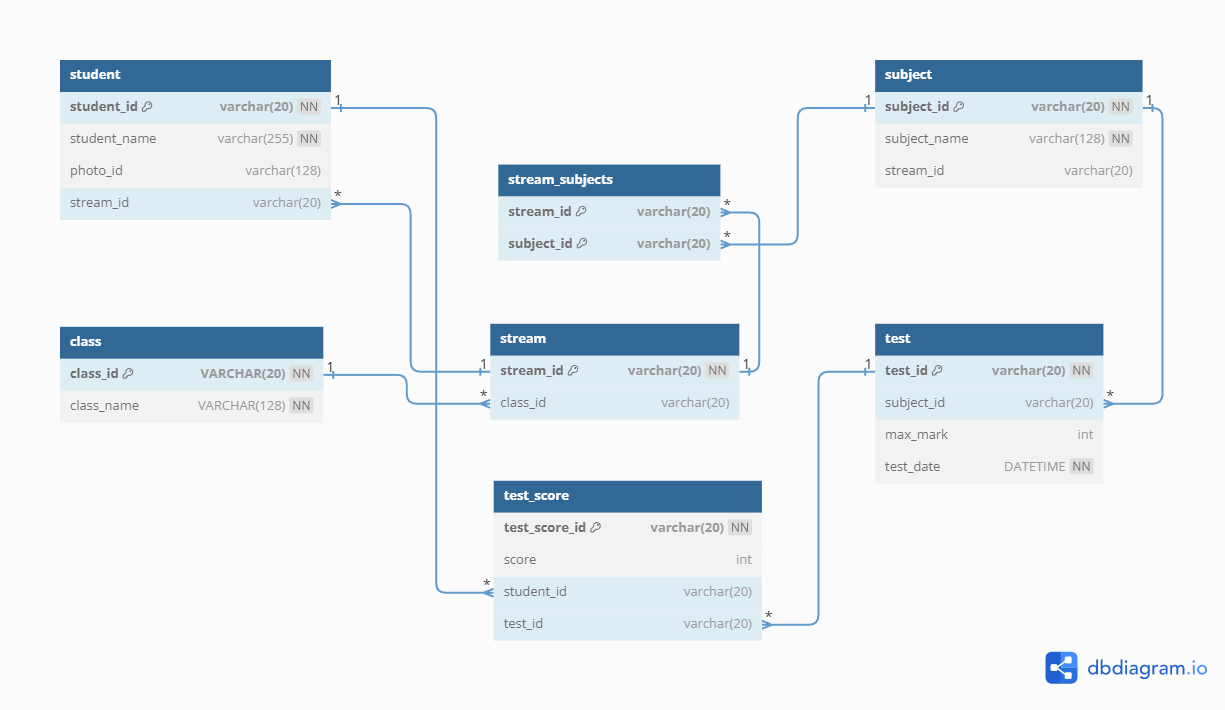 student
student_id varchar(20) NN
student_name varchar(255) NN
photo_id varchar(128)
stream_id varchar(20)
1
*
subject
subject_id varchar(20) NN
subject_name varchar(128) NN
stream_id varchar(20)
1
1
stream_subjects
stream_id varchar(20)
subject_id varchar(20)
*
*
class
class_id VARCHAR(20) NN
class_name VARCHAR(128) NN
1
stream
stream_id varchar(20) NN
class_id varchar(20)
1
*
1
test
test_id varchar(20) NN
subject_id varchar(20)
max_mark int
test_date DATETIME NN
1
*
test_score
test_score_id varchar(20) NN
score int
student_id varchar(20)
test_id varchar(20)
*
*
dbdiagram.io